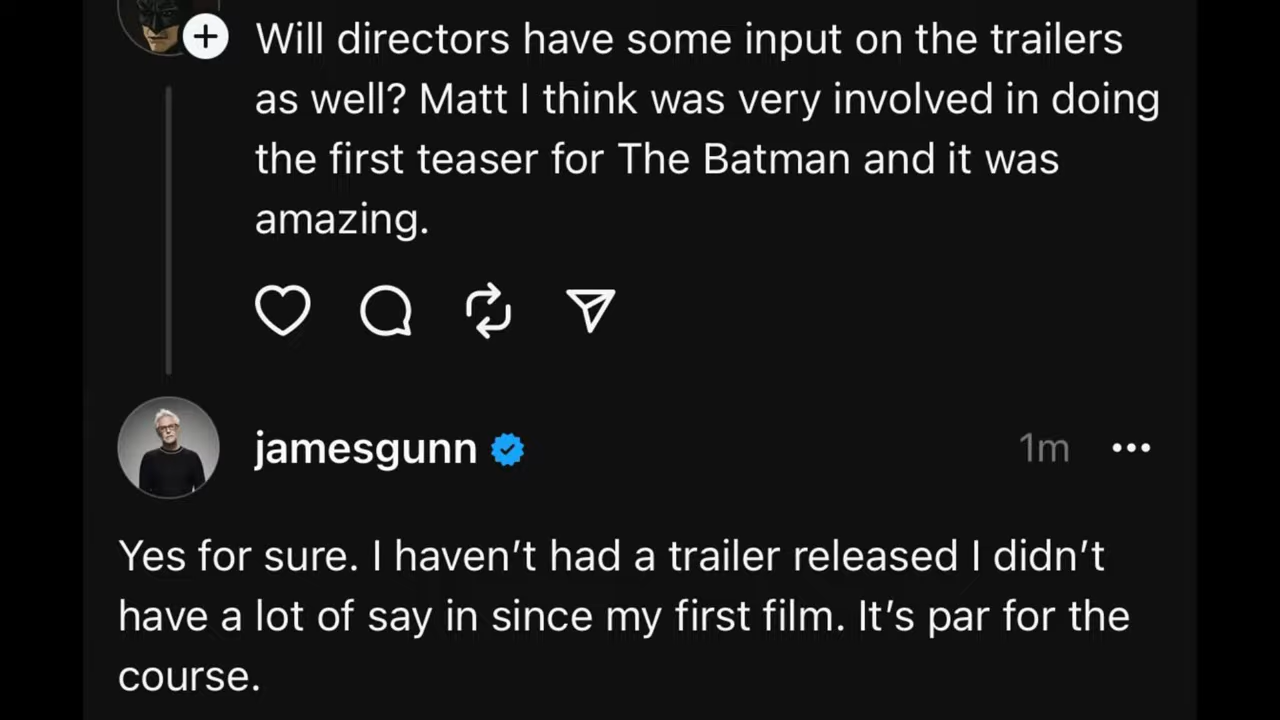 Will directors have some input on the trailers
as well? Matt I think was very involved in doing
the first teaser for The Batman and it was
amazing.
jamesgunn
1m
Yes for sure. I haven’t had a trailer released I didn’t
have a lot of say in since my first film. It’s par for the
course.